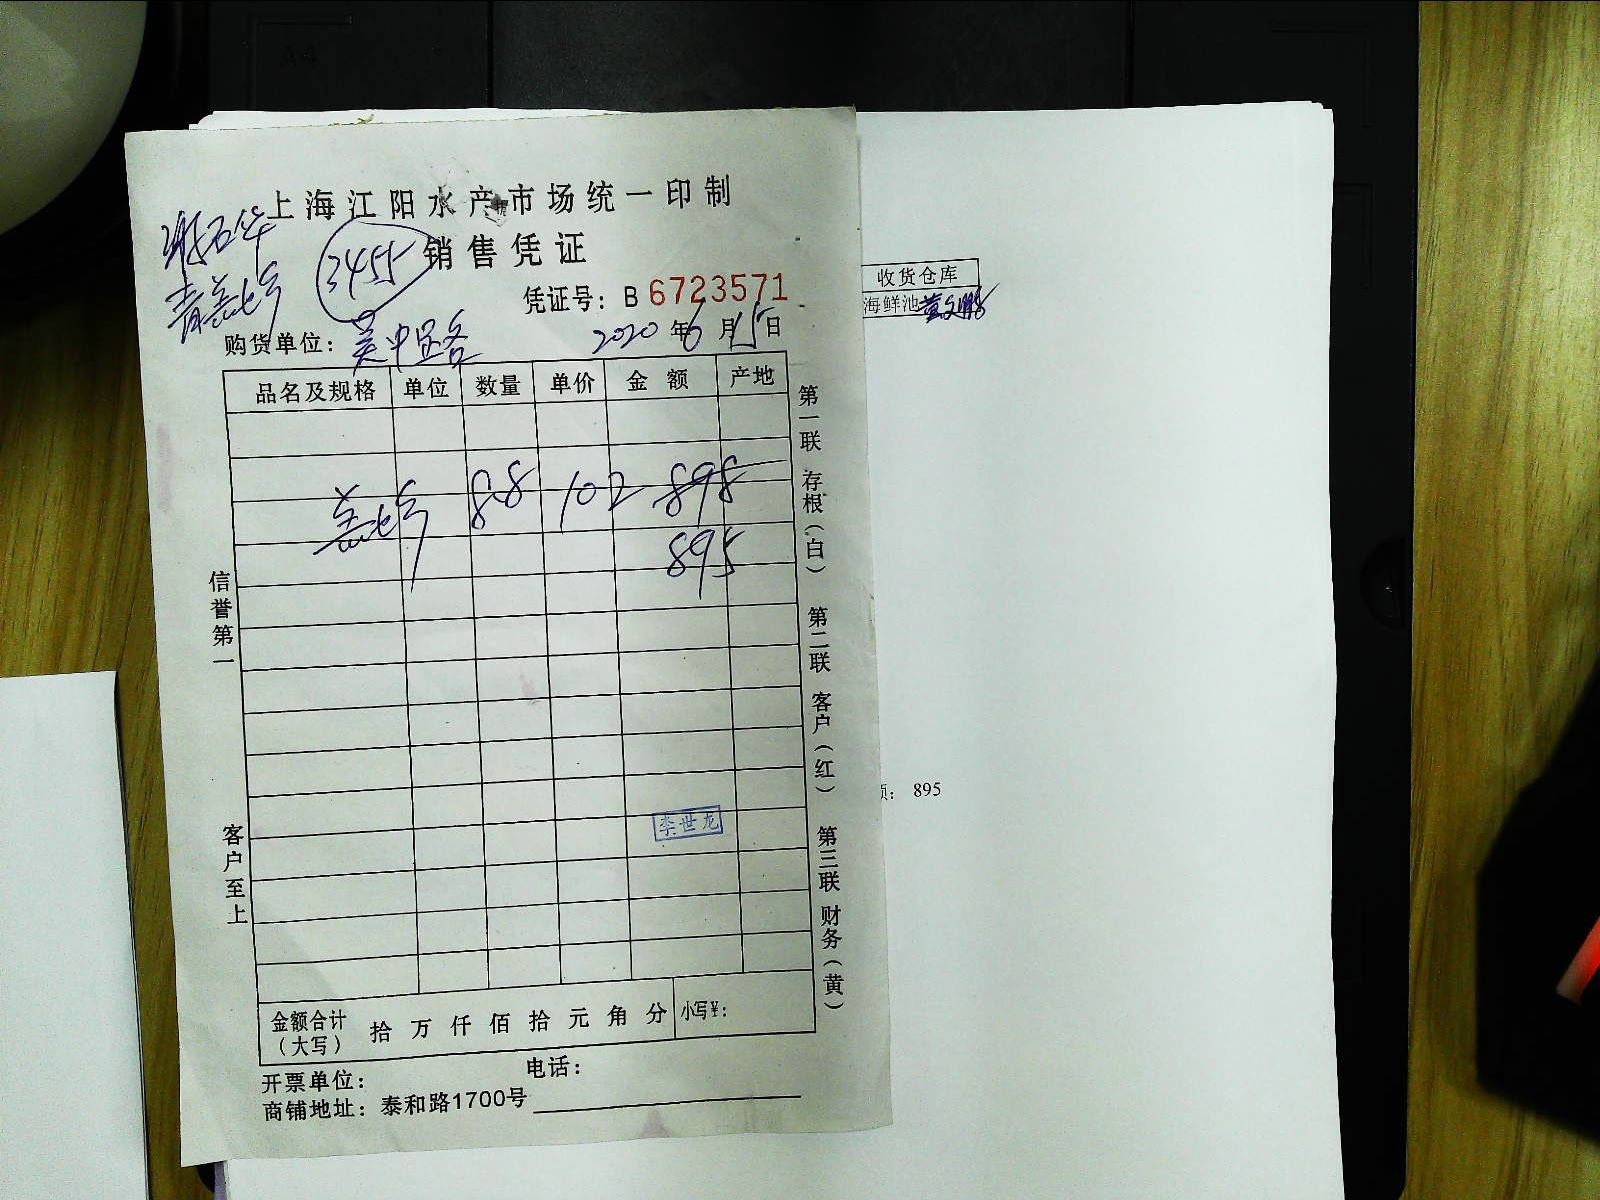 上海江阳水产市场统一印制
销售凭证
3455
凭证号：B 6723571
购货单位：吴中路
2020 年 6 月 15 日
品名及规格 单位 数量 单价 金额 产地
8.8 102 898
895
信誉第一
客户至上
第一联 存根（白） 第二联 客户（红） 第三联 财务（黄）
李世龙
金额合计（大写） 拾 万 仟 佰 拾 元 角 分 小写¥：
开票单位： 电话：
商铺地址：泰和路1700号
收货仓库
海鲜池
895